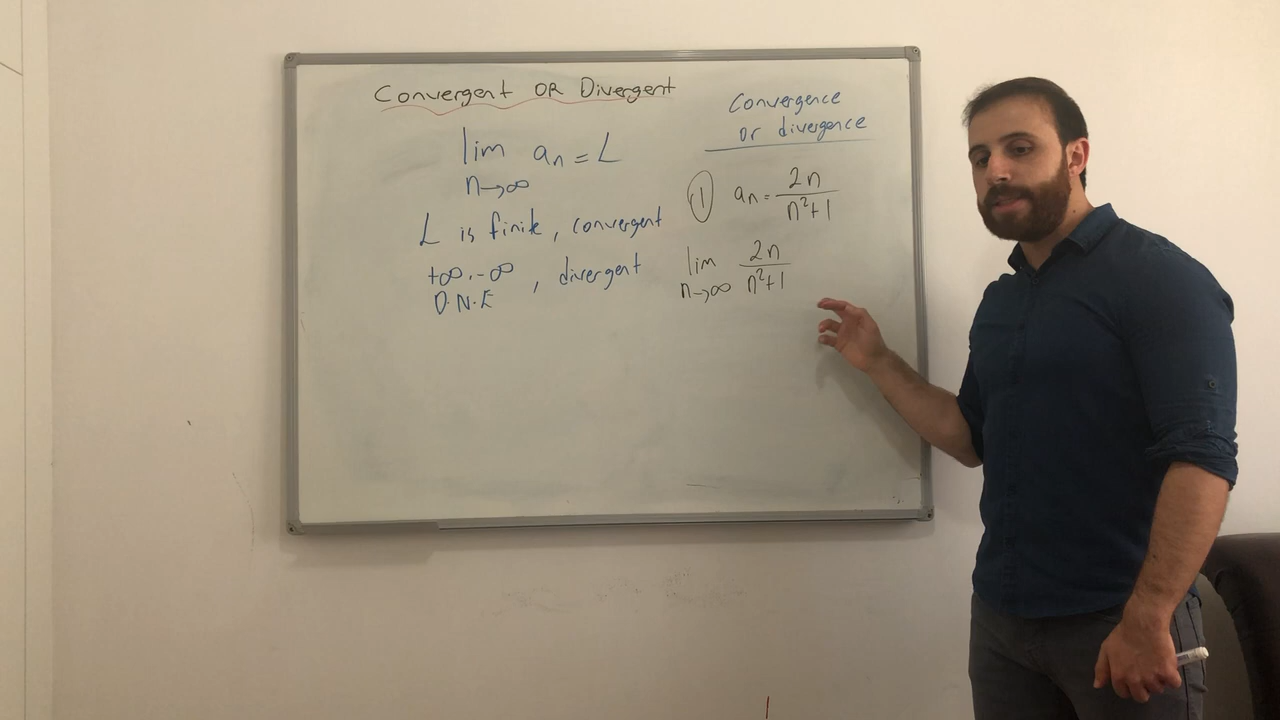 Convergent OR Divergent
lim aₙ = L
n→∞
L is finite, convergent
+∞, -∞ , divergent
D.N.E
Convergence
or divergence
① aₙ = 2n
n²+1
lim 2n
n→∞ n²+1